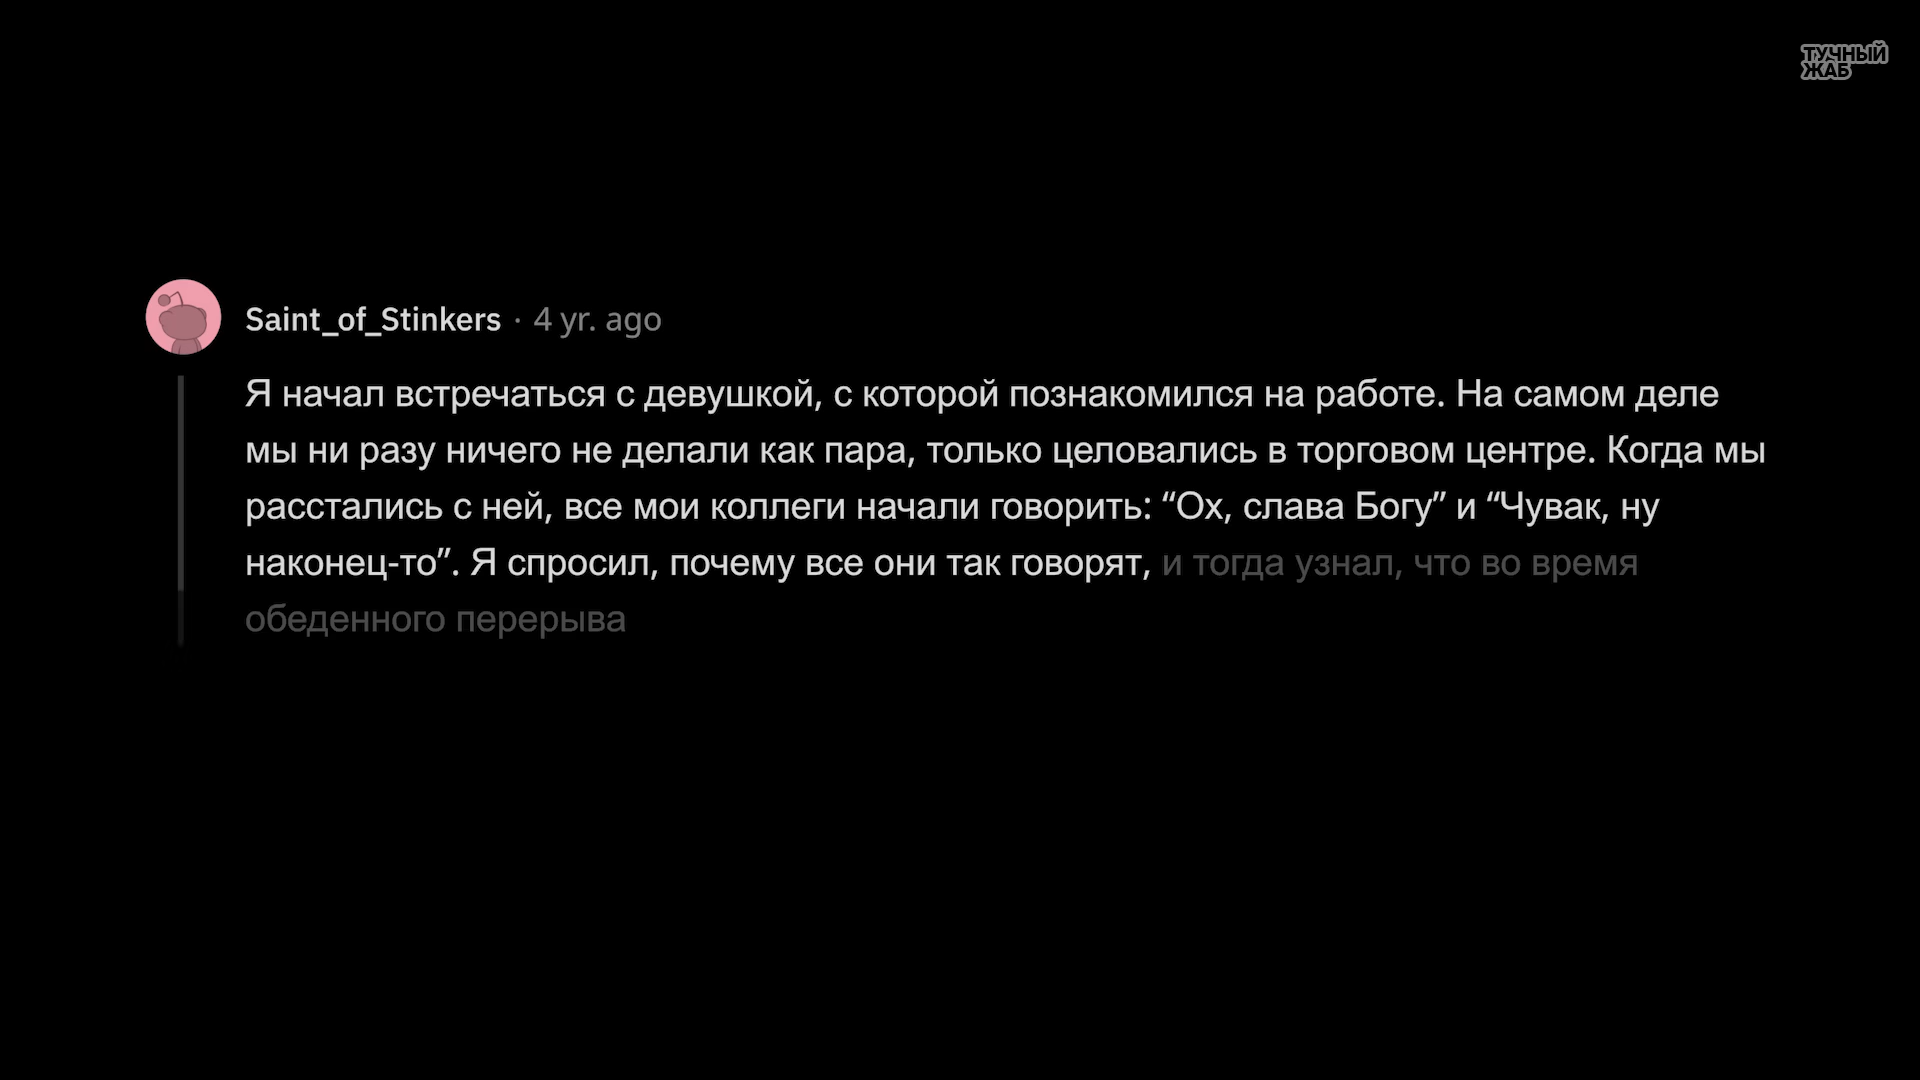 ТУЧНЫЙ
ЖАБ
Saint_of_Stinkers · 4 yr. ago
Я начал встречаться с девушкой, с которой познакомился на работе. На самом деле
мы ни разу ничего не делали как пара, только целовались в торговом центре. Когда мы
расстались с ней, все мои коллеги начали говорить: “Ох, слава Богу” и “Чувак, ну
наконец-то”. Я спросил, почему все они так говорят, и тогда узнал, что во время
обеденного перерыва